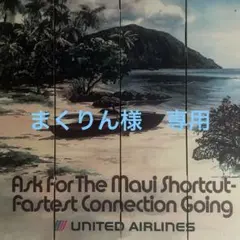 まくりん様　専用
Ask For The Maui Shortcut-
Fastest Connection Going
UNITED AIRLINES